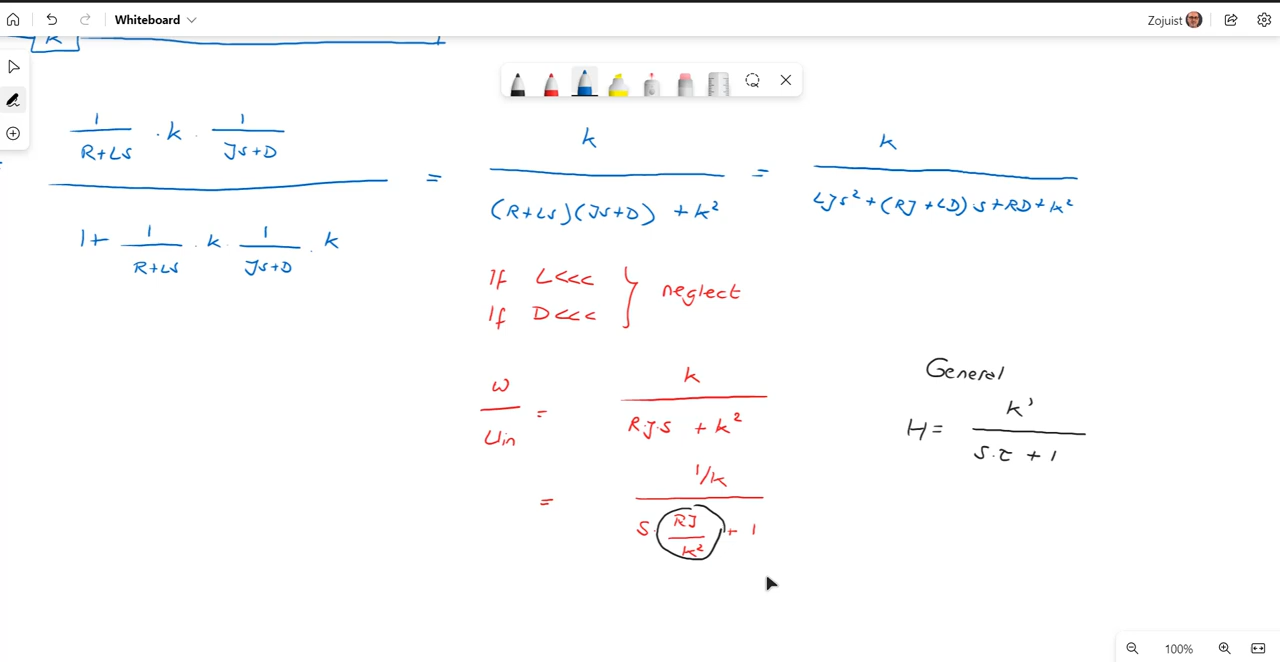 Whiteboard
Zojuist
k
1/(R+Ls) · k · 1/(Js+D)
1 + 1/(R+Ls) · k · 1/(Js+D) · k
=
k
(R+Ls)(Js+D) + k²
=
k
LJs² + (RJ + LD)·s + RD + k²
If L<<<
If D<<<
} neglect
ω/Uin = k/(R·J·s + k²)
= 1/k
s· RJ/k² + 1
General
H = k'/(s·τ + 1)
100%